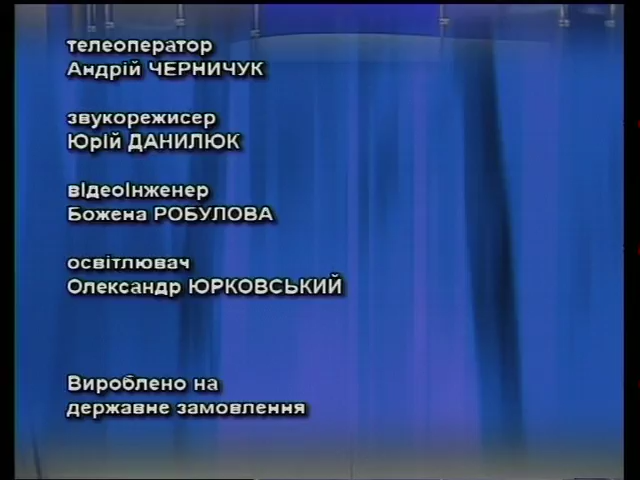 телеоператор
Андрій ЧЕРНИЧУК
звукорежисер
Юрій ДАНИЛЮК
відеоінженер
Божена РОБУЛОВА
освітлювач
Олександр ЮРКОВСЬКИЙ
Вироблено на
державне замовлення